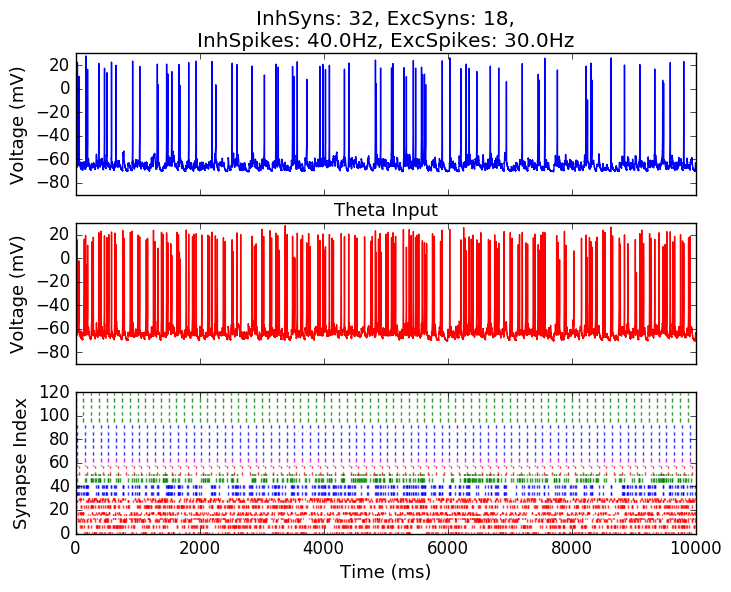 InhSyns: 32, ExcSyns: 18,
InhSpikes: 40.0Hz, ExcSpikes: 30.0Hz
20
0
−20
−40
−60
−80
Voltage (mV)
Theta Input
20
0
−20
−40
−60
−80
Voltage (mV)
120
100
80
60
40
20
0
Synapse Index
0 2000 4000 6000 8000 10000
Time (ms)